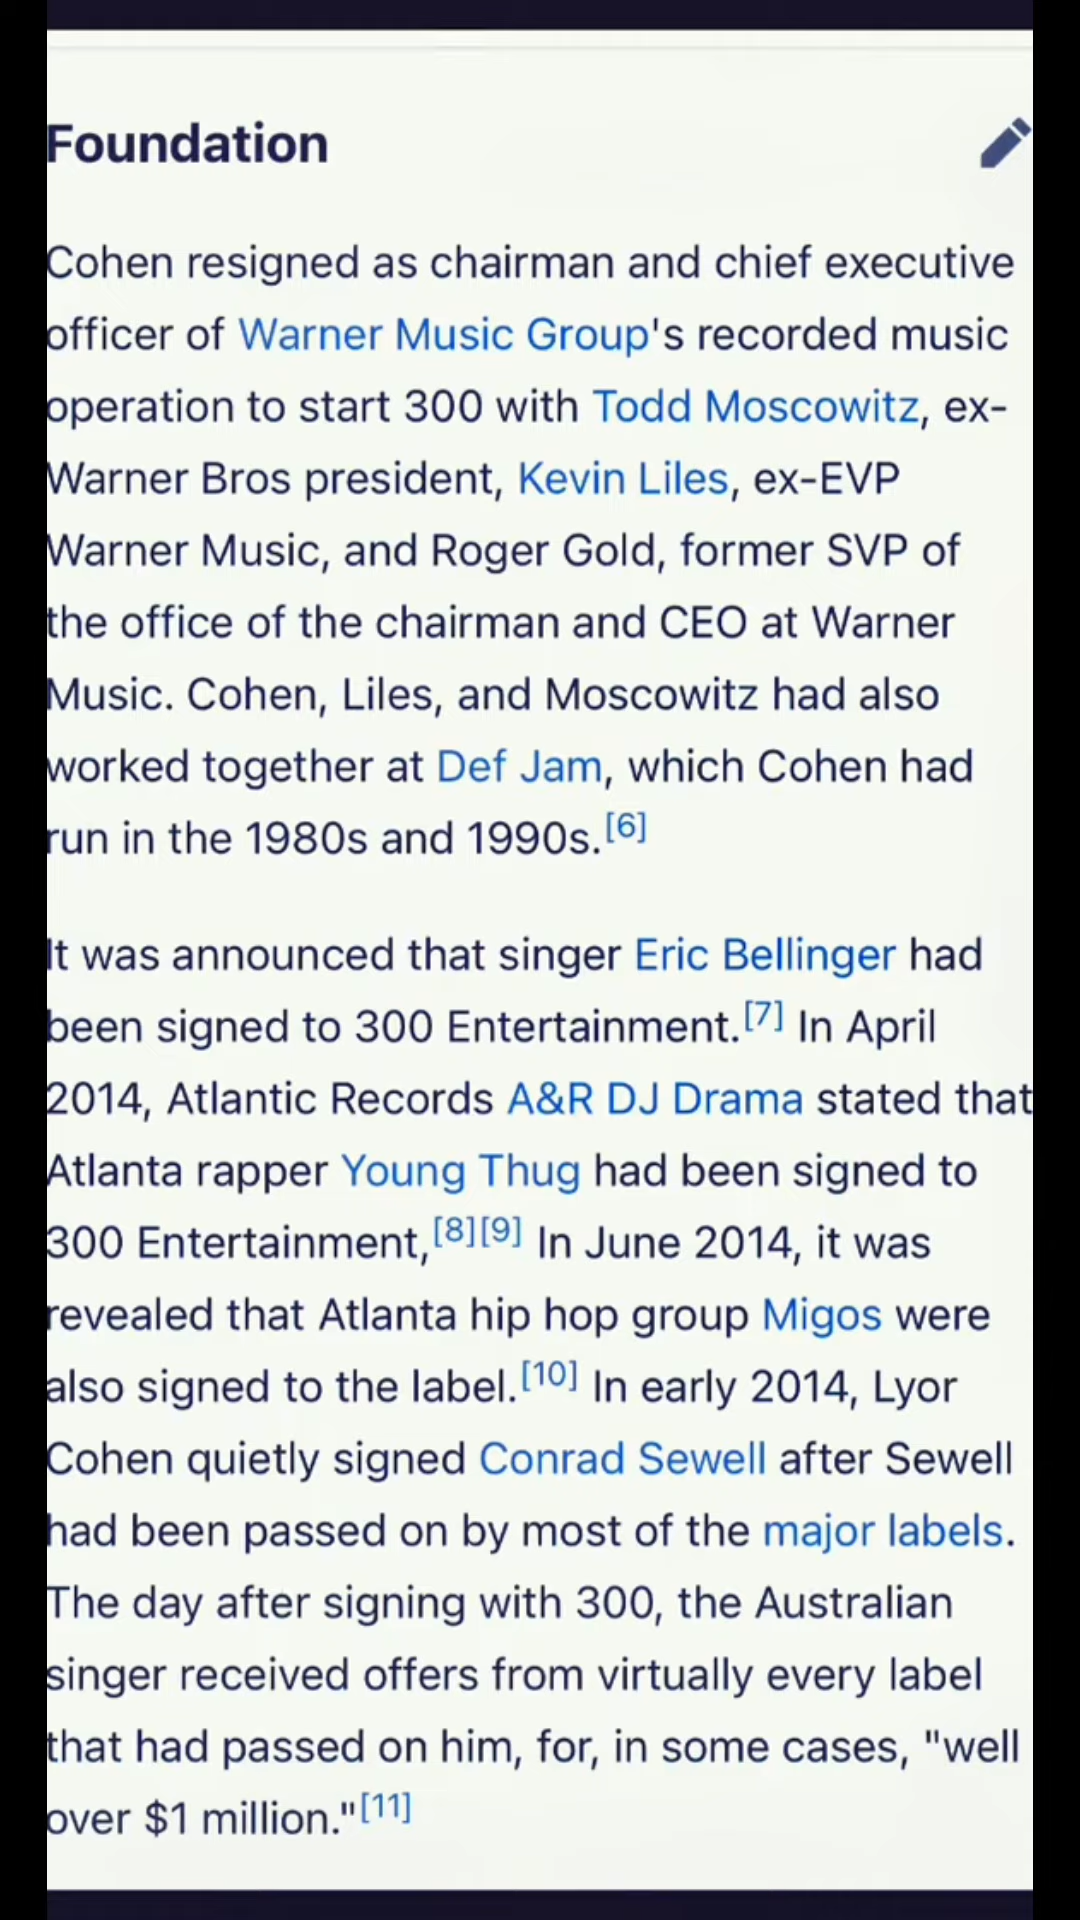 Foundation
Cohen resigned as chairman and chief executive
officer of Warner Music Group's recorded music
operation to start 300 with Todd Moscowitz, ex-
Warner Bros president, Kevin Liles, ex-EVP
Warner Music, and Roger Gold, former SVP of
the office of the chairman and CEO at Warner
Music. Cohen, Liles, and Moscowitz had also
worked together at Def Jam, which Cohen had
run in the 1980s and 1990s.[6]
It was announced that singer Eric Bellinger had
been signed to 300 Entertainment.[7] In April
2014, Atlantic Records A&R DJ Drama stated that
Atlanta rapper Young Thug had been signed to
300 Entertainment,[8][9] In June 2014, it was
revealed that Atlanta hip hop group Migos were
also signed to the label.[10] In early 2014, Lyor
Cohen quietly signed Conrad Sewell after Sewell
had been passed on by most of the major labels.
The day after signing with 300, the Australian
singer received offers from virtually every label
that had passed on him, for, in some cases, "well
over $1 million."[11]